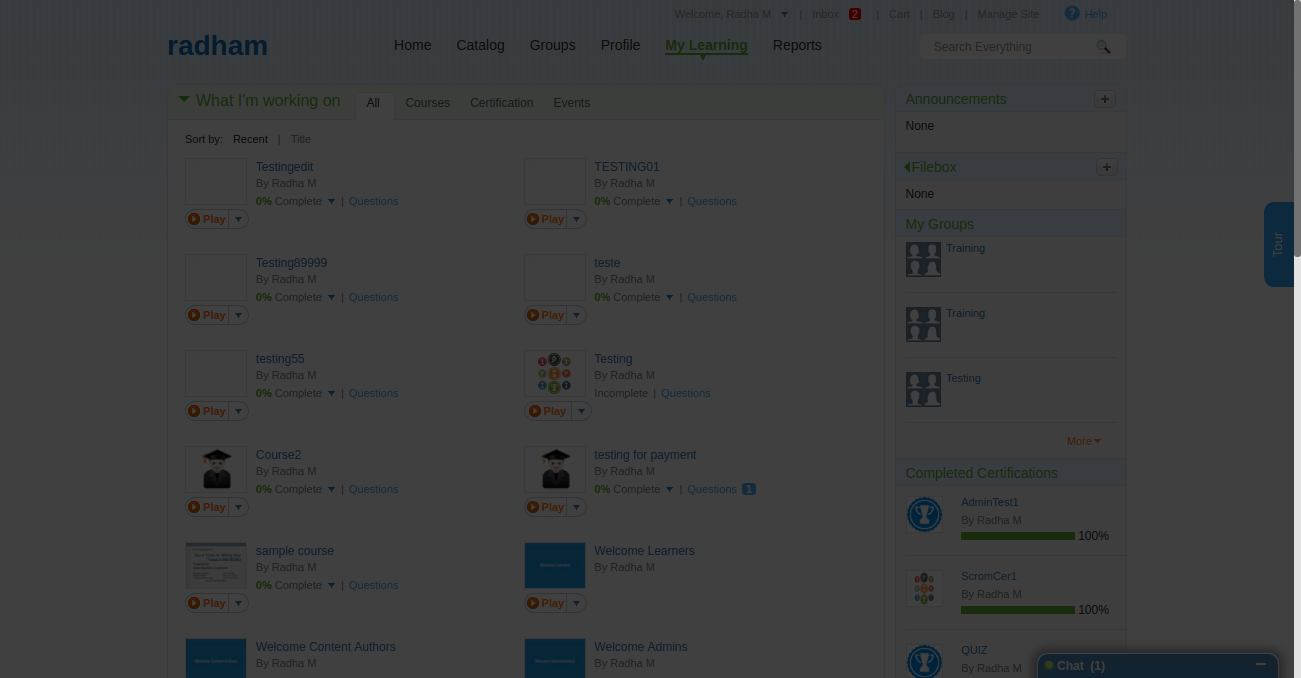 Welcome, Radha M | Inbox 2 | Cart | Blog | Manage Site ? Help
radham
Home Catalog Groups Profile My Learning Reports
Search Everything
What I'm working on All Courses Certification Events
Sort by: Recent | Title
Testingedit
By Radha M
0% Complete | Questions
Play
TESTING01
By Radha M
0% Complete | Questions
Play
Testing89999
By Radha M
0% Complete | Questions
Play
teste
By Radha M
0% Complete | Questions
Play
testing55
By Radha M
0% Complete | Questions
Play
Testing
By Radha M
Incomplete | Questions
Play
Course2
By Radha M
0% Complete | Questions
Play
testing for payment
By Radha M
0% Complete | Questions 1
Play
sample course
By Radha M
0% Complete | Questions
Play
Welcome Learners
By Radha M
Play
Welcome Content Authors
By Radha M
Welcome Admins
By Radha M
Announcements +
None
Filebox +
None
My Groups
Training
Training
Testing
More
Completed Certifications
AdminTest1
By Radha M
100%
ScromCer1
By Radha M
100%
QUIZ
By Radha M
Tour
Chat (1)